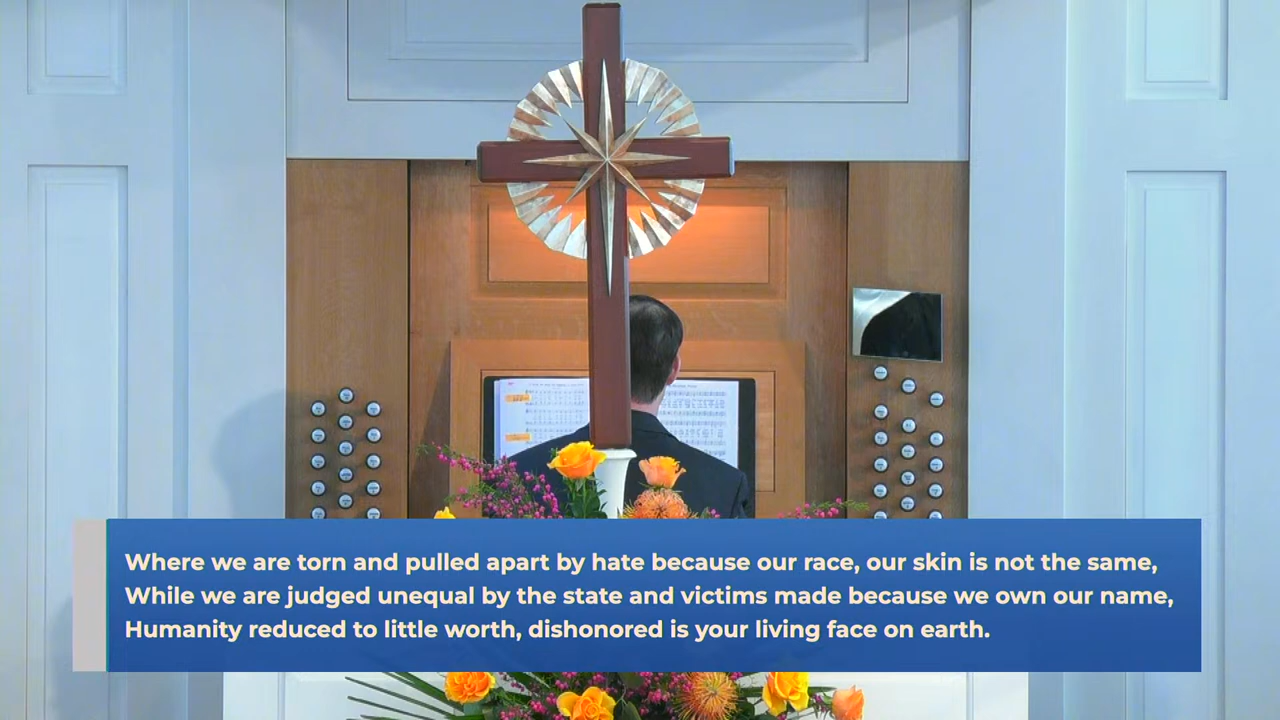 Where we are torn and pulled apart by hate because our race, our skin is not the same,
While we are judged unequal by the state and victims made because we own our name,
Humanity reduced to little worth, dishonored is your living face on earth.